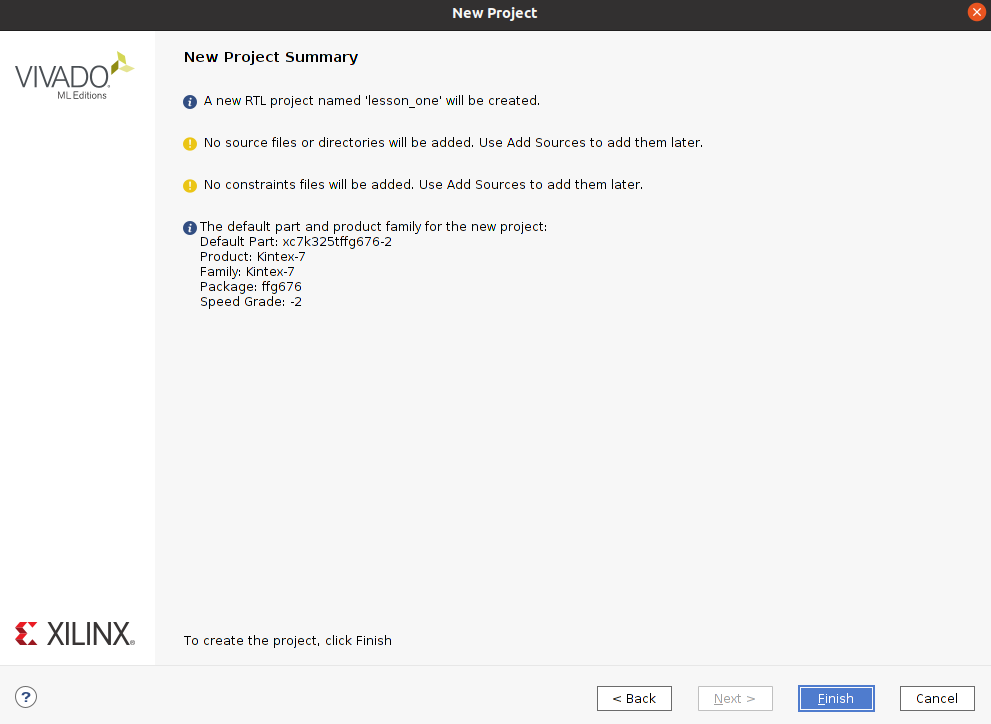 New Project
VIVADO
ML Editions
New Project Summary
A new RTL project named 'lesson_one' will be created.
No source files or directories will be added. Use Add Sources to add them later.
No constraints files will be added. Use Add Sources to add them later.
The default part and product family for the new project:
Default Part: xc7k325tffg676-2
Product: Kintex-7
Family: Kintex-7
Package: ffg676
Speed Grade: -2
XILINX
To create the project, click Finish
? < Back Next > Finish Cancel